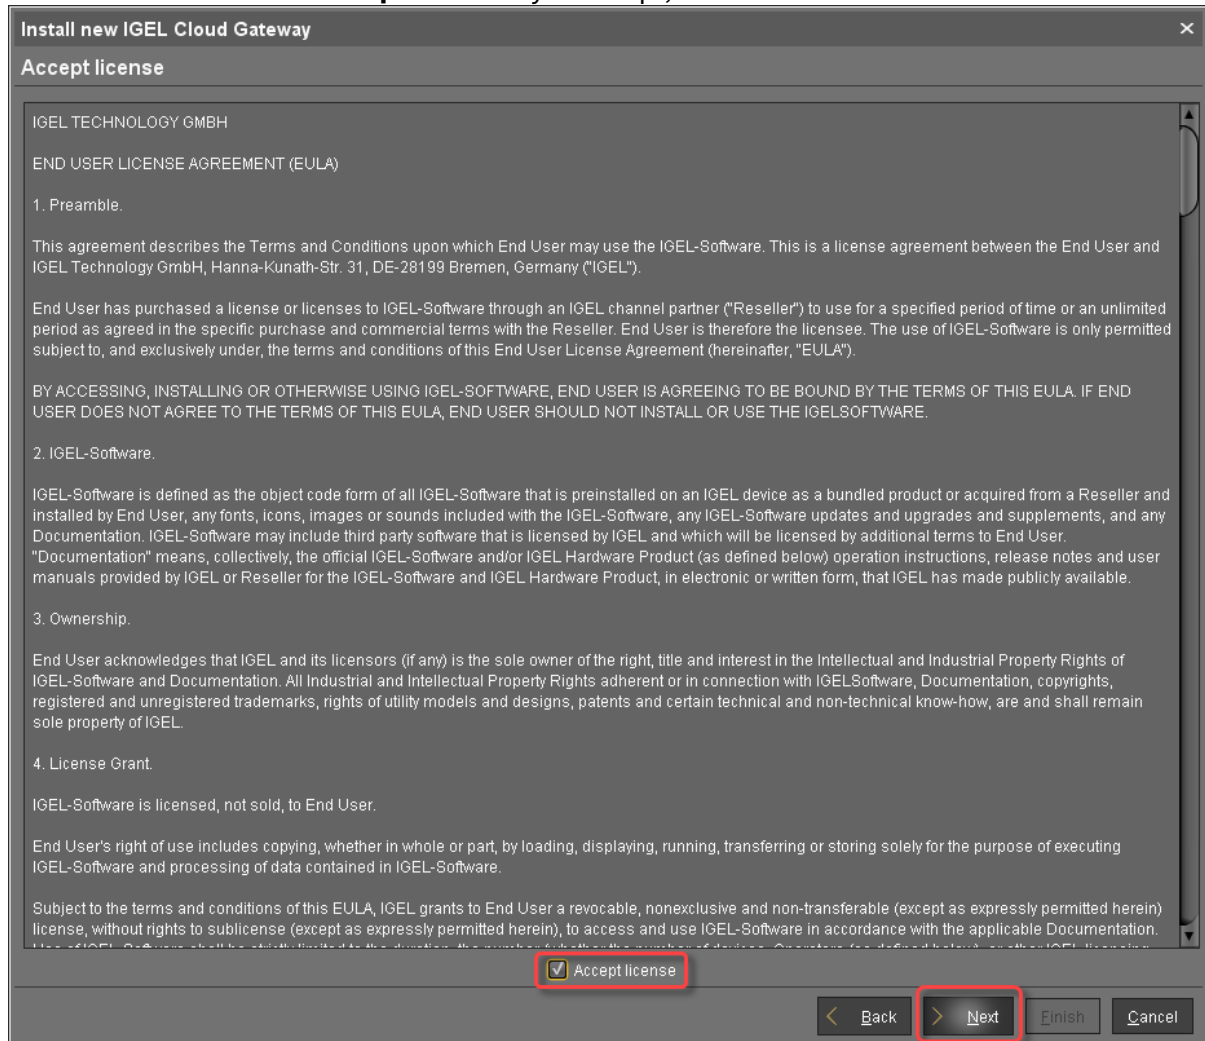 Install new IGEL Cloud Gateway
Accept license
IGEL TECHNOLOGY GMBH
END USER LICENSE AGREEMENT (EULA)
1. Preamble.
This agreement describes the Terms and Conditions upon which End User may use the IGEL-Software. This is a license agreement between the End User and
IGEL Technology GmbH, Hanna-Kunath-Str. 31, DE-28199 Bremen, Germany ("IGEL").
End User has purchased a license or licenses to IGEL-Software through an IGEL channel partner ("Reseller") to use for a specified period of time or an unlimited
period as agreed in the specific purchase and commercial terms with the Reseller. End User is therefore the licensee. The use of IGEL-Software is only permitted
subject to, and exclusively under, the terms and conditions of this End User License Agreement (hereinafter, "EULA").
BY ACCESSING, INSTALLING OR OTHERWISE USING IGEL-SOFTWARE, END USER IS AGREEING TO BE BOUND BY THE TERMS OF THIS EULA. IF END
USER DOES NOT AGREE TO THE TERMS OF THIS EULA, END USER SHOULD NOT INSTALL OR USE THE IGELSOFTWARE.
2. IGEL-Software.
IGEL-Software is defined as the object code form of all IGEL-Software that is preinstalled on an IGEL device as a bundled product or acquired from a Reseller and
installed by End User, any fonts, icons, images or sounds included with the IGEL-Software, any IGEL-Software updates and upgrades and supplements, and any
Documentation. IGEL-Software may include third party software that is licensed by IGEL and which will be licensed by additional terms to End User.
"Documentation" means, collectively, the official IGEL-Software and/or IGEL Hardware Product (as defined below) operation instructions, release notes and user
manuals provided by IGEL or Reseller for the IGEL-Software and IGEL Hardware Product, in electronic or written form, that IGEL has made publicly available.
3. Ownership.
End User acknowledges that IGEL and its licensors (if any) is the sole owner of the right, title and interest in the Intellectual and Industrial Property Rights of
IGEL-Software and Documentation. All Industrial and Intellectual Property Rights adherent or in connection with IGELSoftware, Documentation, copyrights,
registered and unregistered trademarks, rights of utility models and designs, patents and certain technical and non-technical know-how, are and shall remain
sole property of IGEL.
4. License Grant.
IGEL-Software is licensed, not sold, to End User.
End User's right of use includes copying, whether in whole or part, by loading, displaying, running, transferring or storing solely for the purpose of executing
IGEL-Software and processing of data contained in IGEL-Software.
Subject to the terms and conditions of this EULA, IGEL grants to End User a revocable, nonexclusive and non-transferable (except as expressly permitted herein)
license, without rights to sublicense (except as expressly permitted herein), to access and use IGEL-Software in accordance with the applicable Documentation.
Accept license
Back Next Finish Cancel